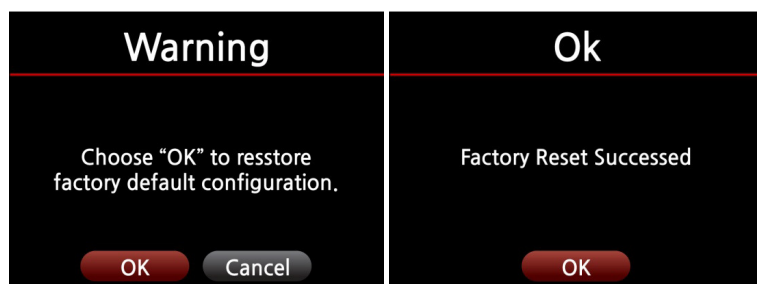 Warning
Choose “OK” to resstore
factory default configuration.
OK
Cancel
Ok
Factory Reset Successed
OK